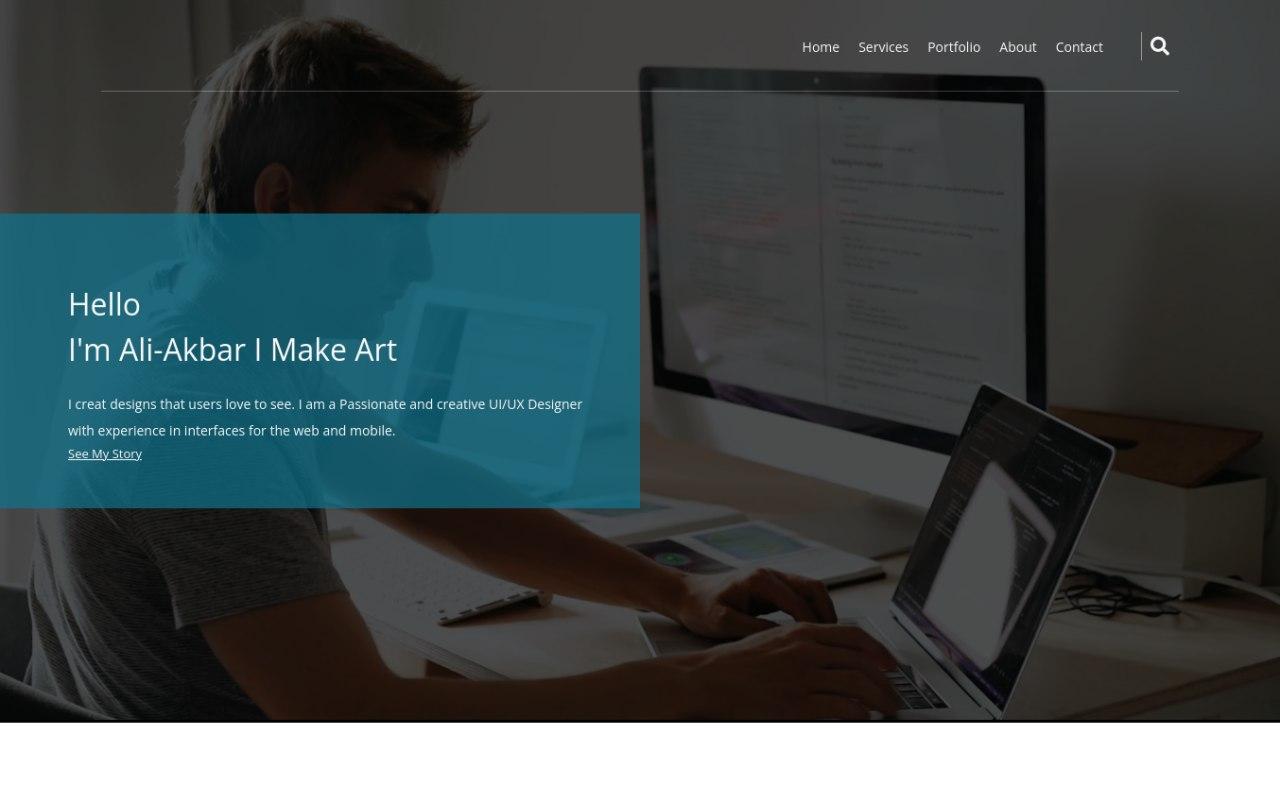 Home Services Portfolio About Contact
Hello
I'm Ali-Akbar I Make Art
I creat designs that users love to see. I am a Passionate and creative UI/UX Designer
with experience in interfaces for the web and mobile.
See My Story